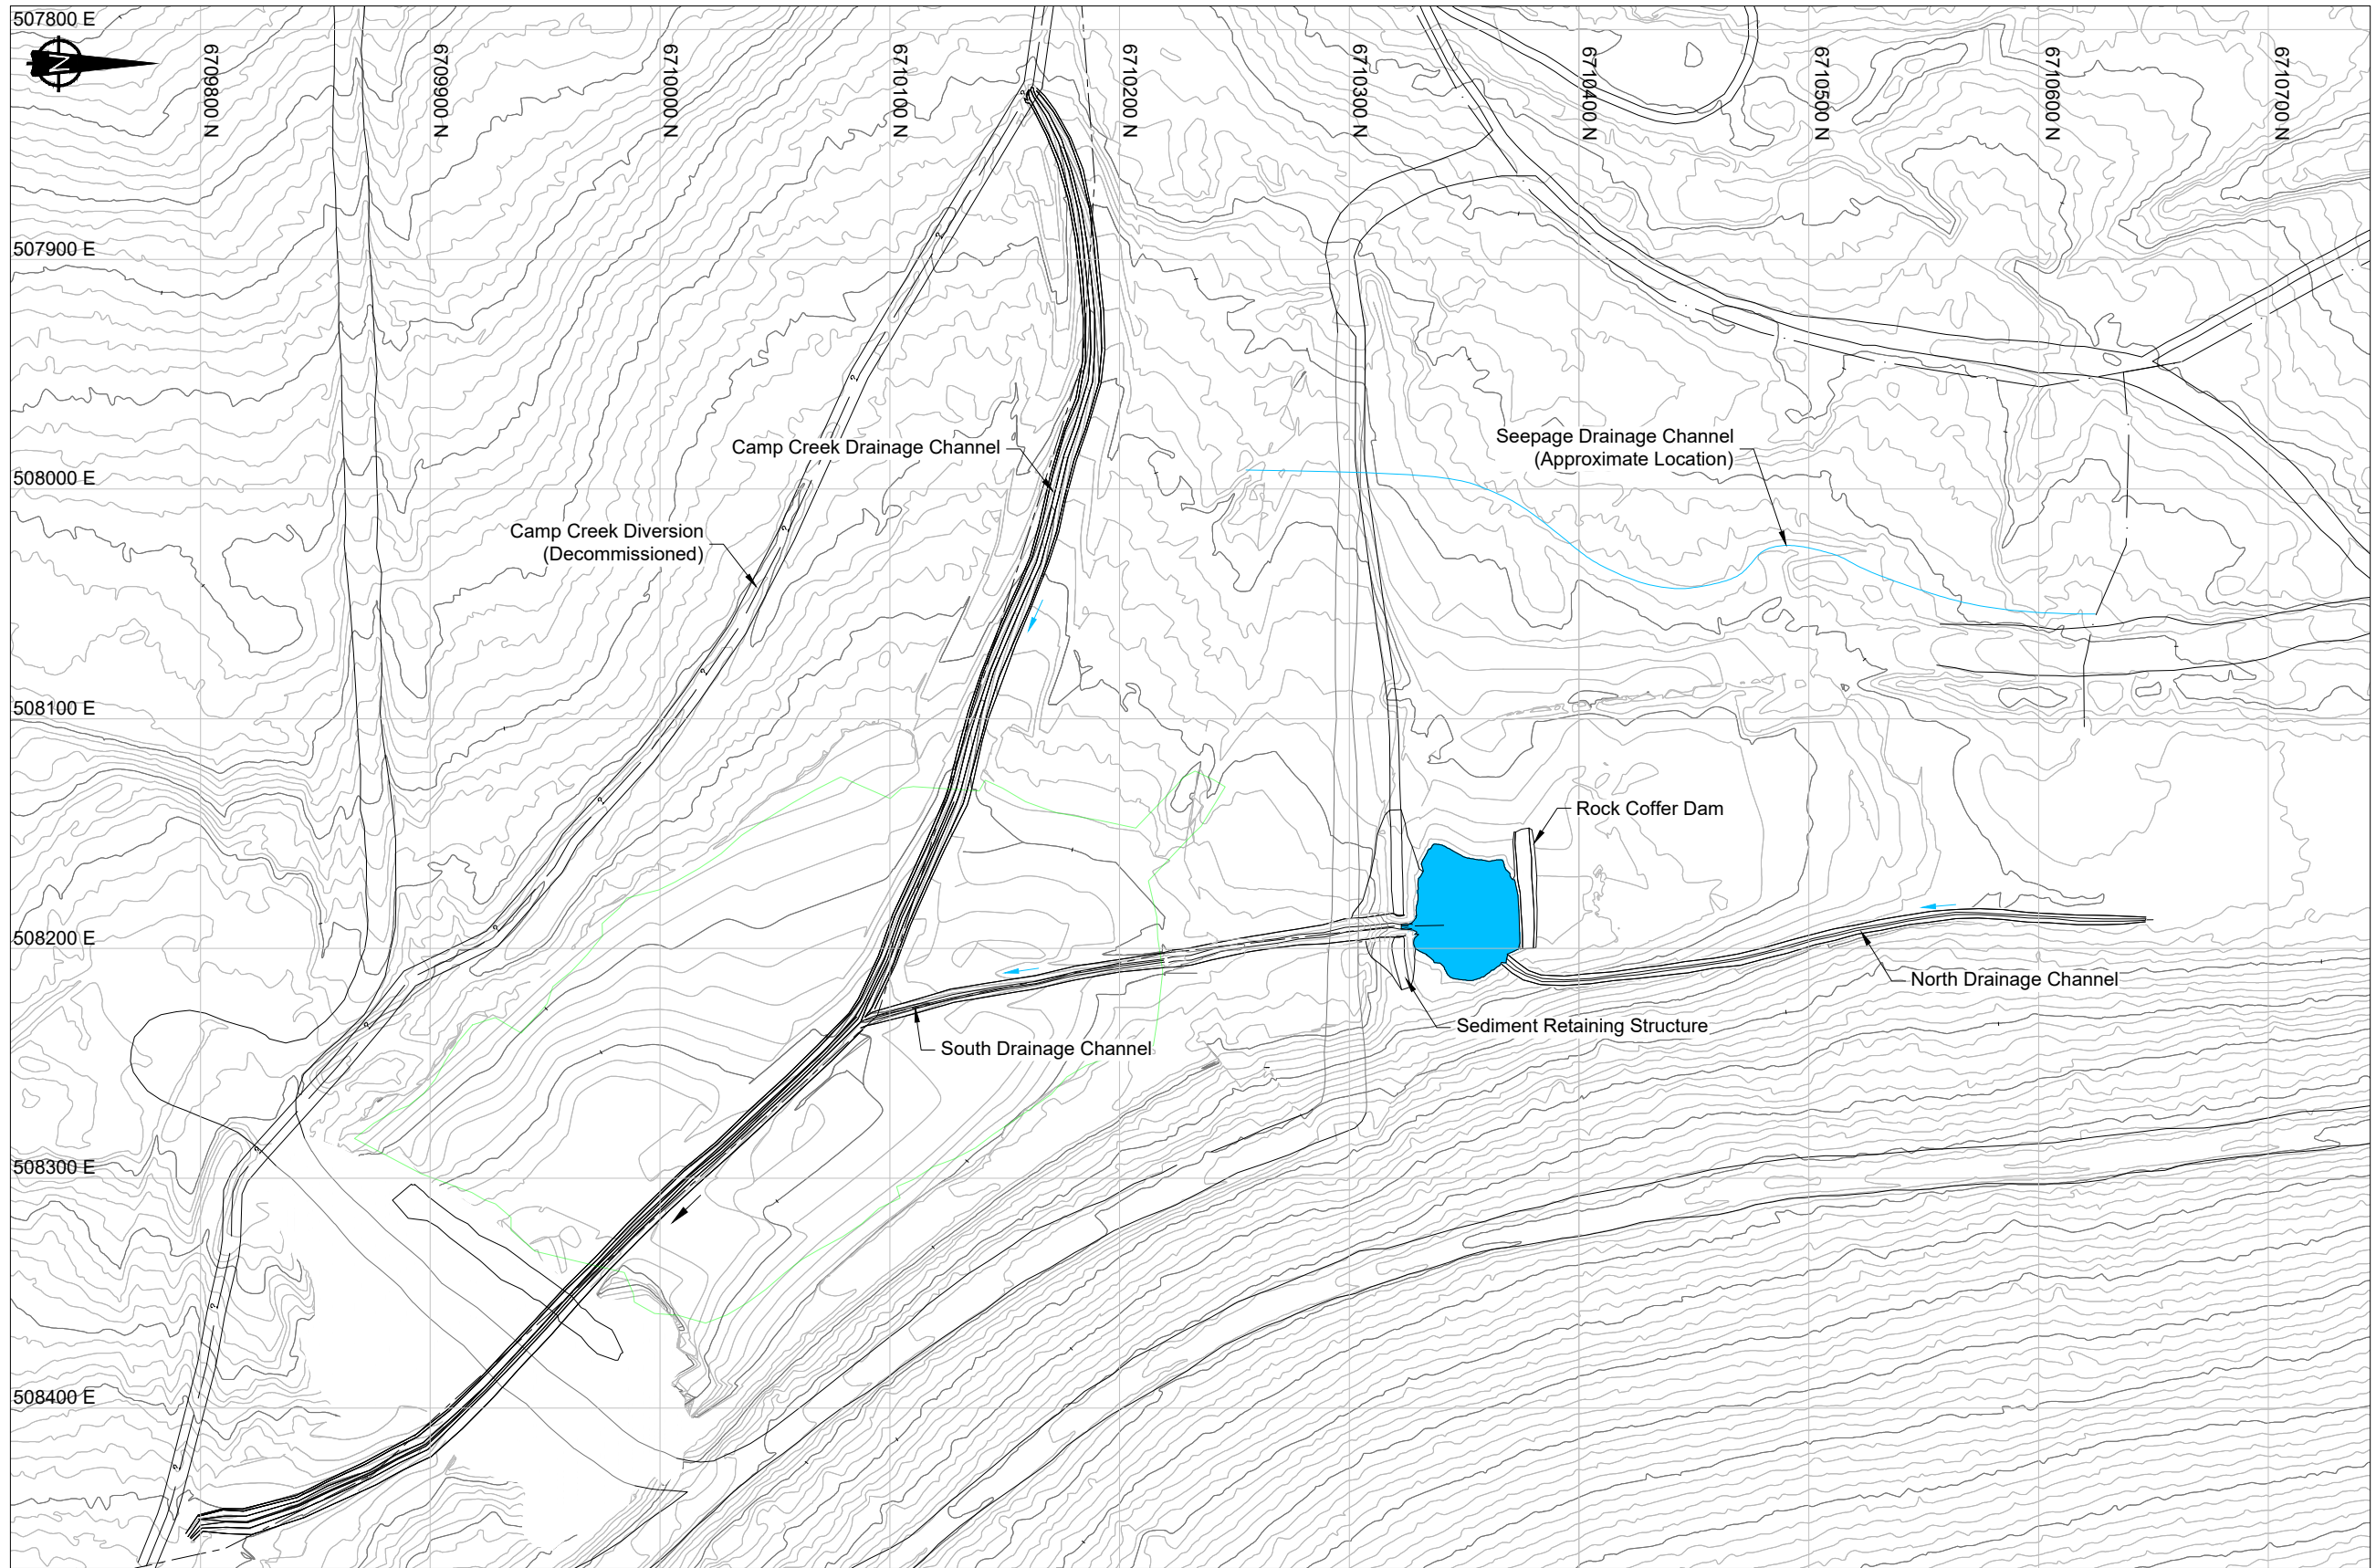 507800 E
N
6709800 N
6709900 N
6710000 N
6710100 N
6710200 N
6710300 N
6710400 N
6710500 N
6710600 N
6710700 N
507900 E
Camp Creek Drainage Channel
Seepage Drainage Channel
(Approximate Location)
508000 E
Camp Creek Diversion
(Decommissioned)
508100 E
Rock Coffer Dam
508200 E
North Drainage Channel
Sediment Retaining Structure
South Drainage Channel
508300 E
508400 E